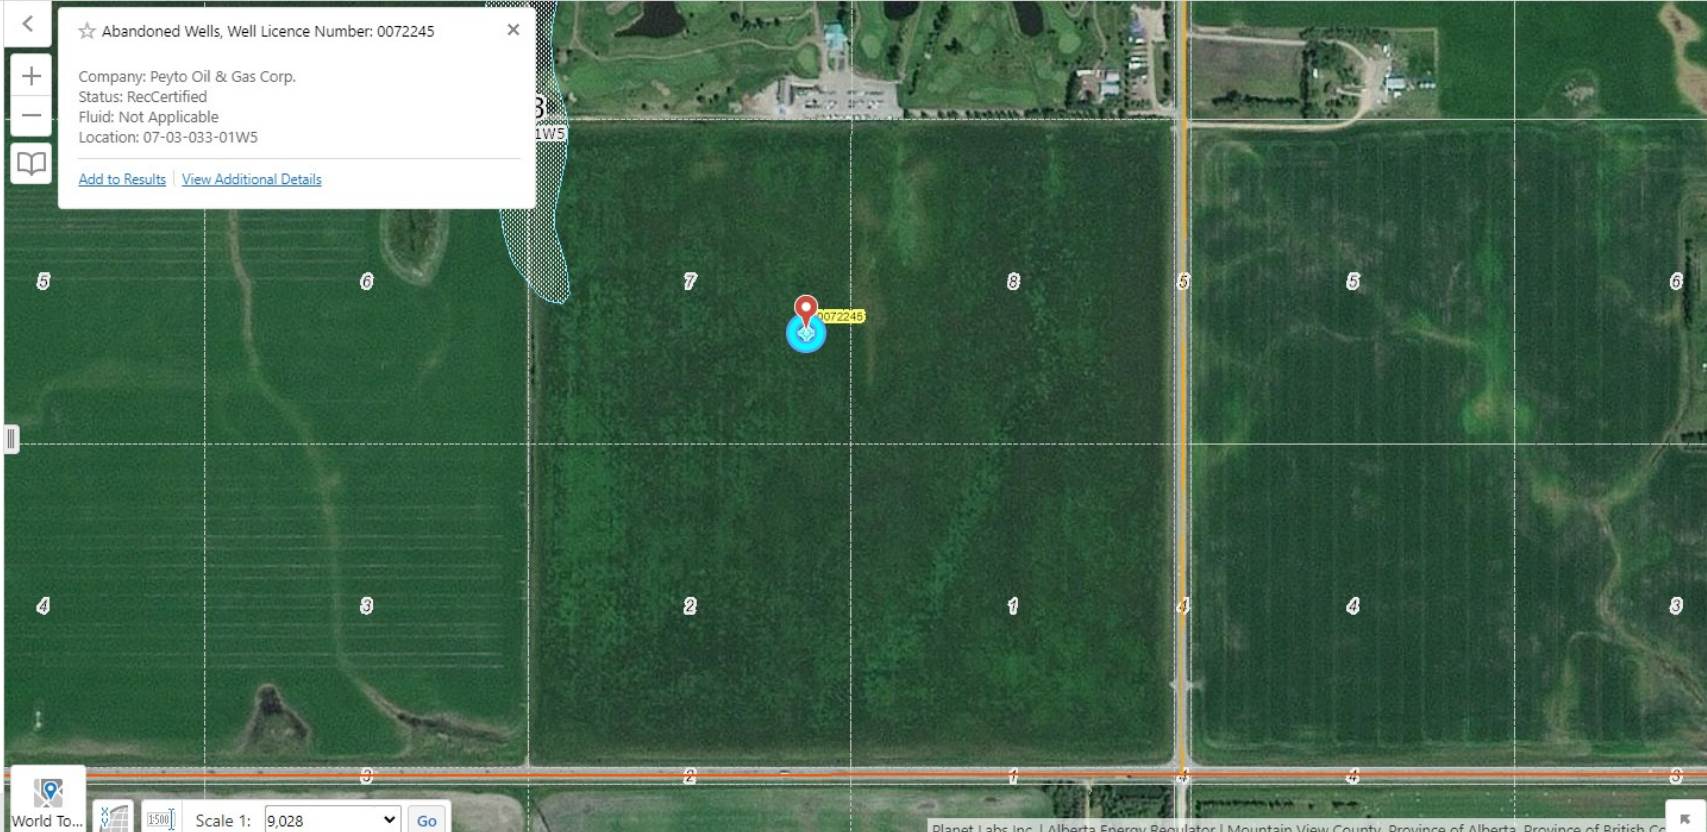 Abandoned Wells, Well Licence Number: 0072245
Company: Peyto Oil & Gas Corp.
Status: RecCertified
Fluid: Not Applicable
Location: 07-03-033-01W5
Add to Results
View Additional Details
3
1W5
5
6
7
8
5
5
6
0072245
4
3
2
1
4
4
3
3
2
1
4
4
3
World To...
1:500
Scale 1:
9,028
Go
Planet Labs Inc. | Alberta Energy Regulator | Mountain View County, Province of Alberta, Province of British Co